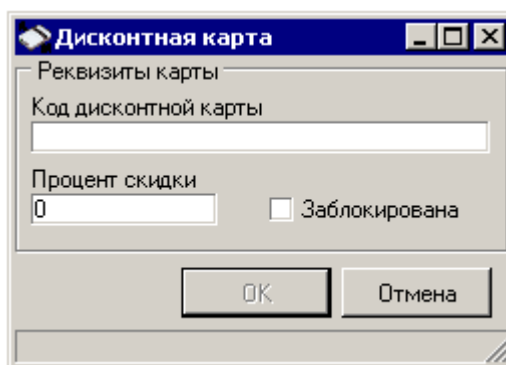 Дисконтная карта
Реквизиты карты
Код дисконтной карты
Процент скидки
0
Заблокирована
OK
Отмена